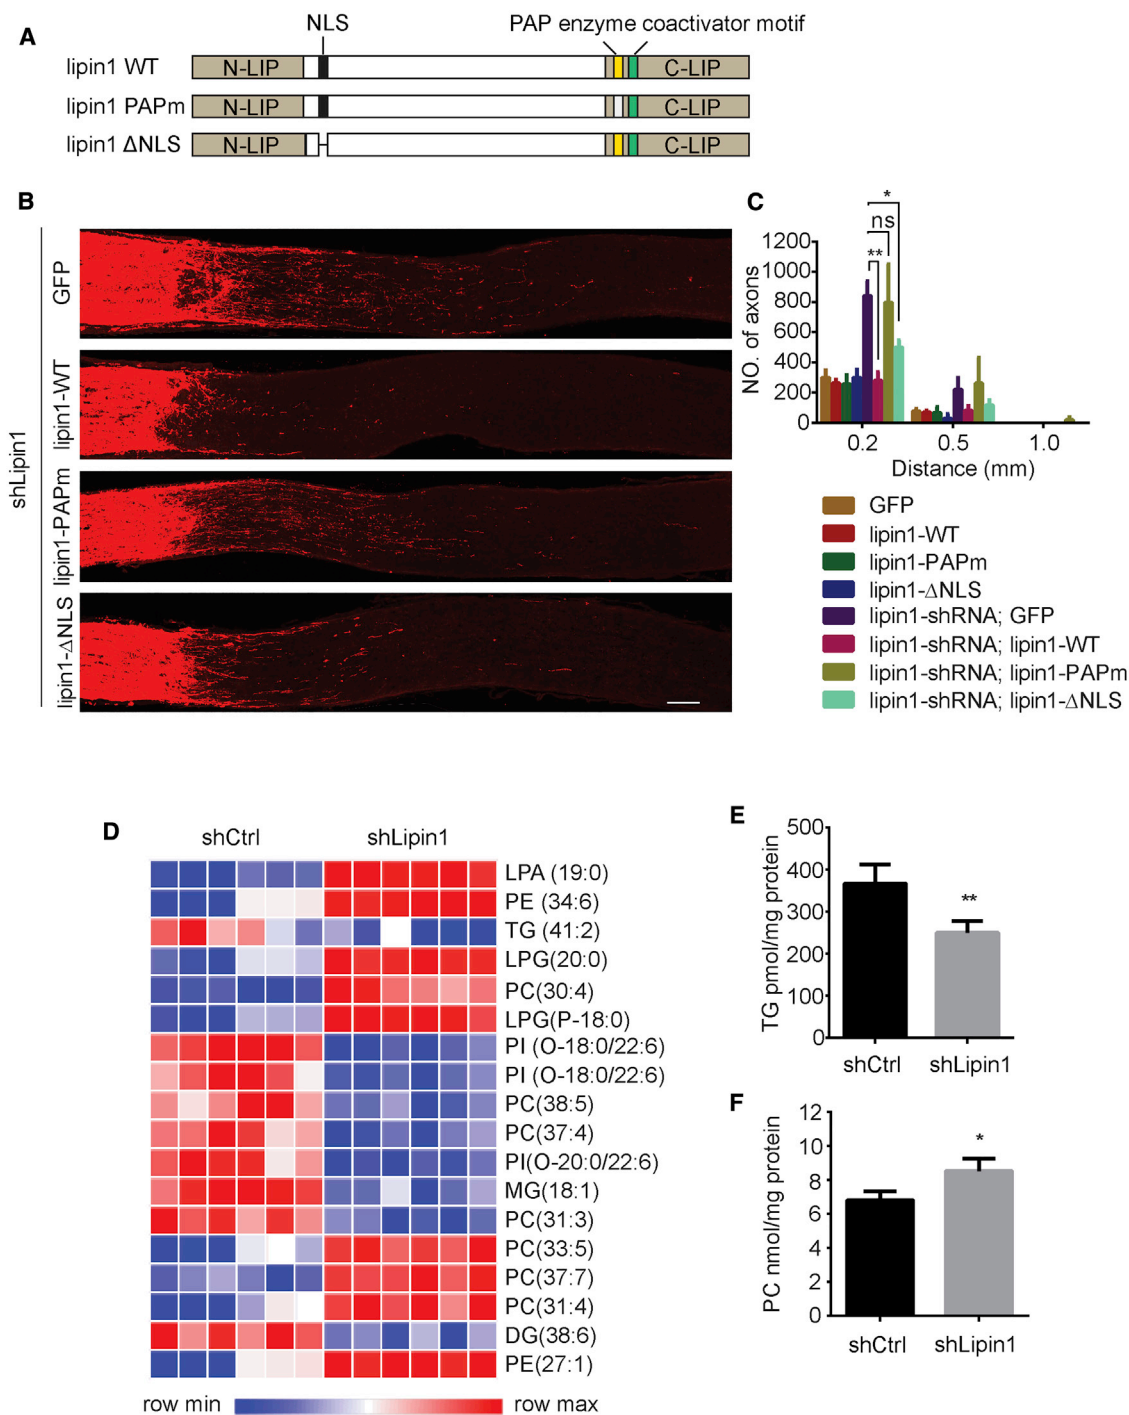 A
NLS
PAP enzyme coactivator motif
lipin1 WT
N-LIP
C-LIP
lipin1 PAPm
N-LIP
C-LIP
lipin1 ΔNLS
N-LIP
C-LIP
B
shLipin1
GFP
lipin1-WT
lipin1-PAPm
lipin1-ΔNLS
C
*
ns
**
NO. of axons
1200
1000
800
600
400
200
0
0.2
0.5
1.0
Distance (mm)
GFP
lipin1-WT
lipin1-PAPm
lipin1-ΔNLS
lipin1-shRNA; GFP
lipin1-shRNA; lipin1-WT
lipin1-shRNA; lipin1-PAPm
lipin1-shRNA; lipin1-ΔNLS
D
shCtrl
shLipin1
LPA (19:0)
PE (34:6)
TG (41:2)
LPG(20:0)
PC(30:4)
LPG(P-18:0)
PI (O-18:0/22:6)
PI (O-18:0/22:6)
PC(38:5)
PC(37:4)
PI(O-20:0/22:6)
MG(18:1)
PC(31:3)
PC(33:5)
PC(37:7)
PC(31:4)
DG(38:6)
PE(27:1)
row min
row max
E
TG pmol/mg protein
500
400
300
200
100
0
**
shCtrl
shLipin1
F
PC nmol/mg protein
12
10
8
6
4
2
0
*
shCtrl
shLipin1